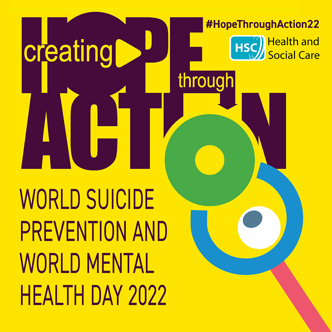 #HopeThroughAction22
creating HOPE
HSC Health and
Social Care
through
ACTION
WORLD SUICIDE
PREVENTION AND
WORLD MENTAL
HEALTH DAY 2022